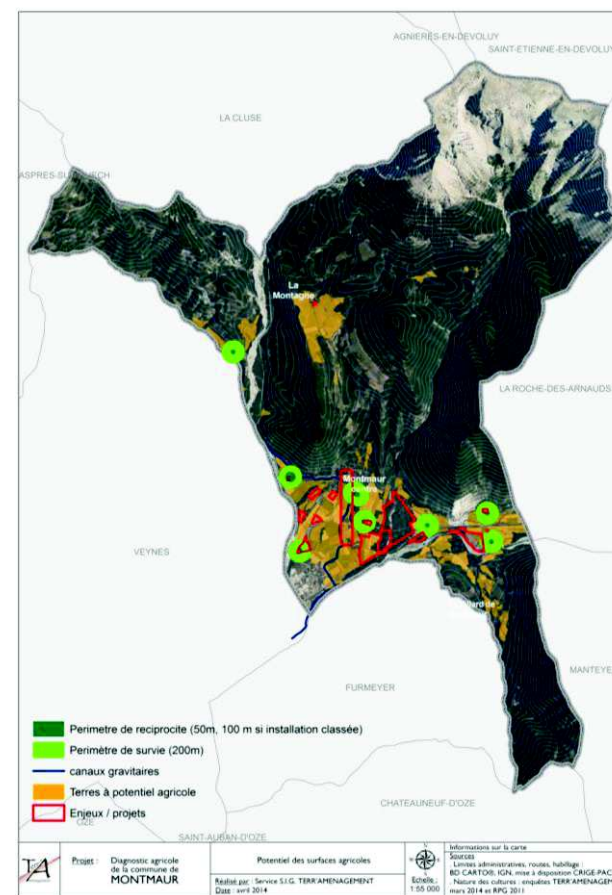 AGNIERES-EN-DEVOLUY
SAINT-ETIENNE-EN-DEVOLUY
LA CLUSE
ASPRES-SUR-
La
Montagne
LA ROCHE-DES-ARNAUDS
Montmaur
VEYNES
MANTEYE
FURMEYER
Perimetre de reciprocite (50m, 100 m si installation classée)
Perimètre de survie (200m)
canaux gravitaires
Terres à potentiel agricole
Enjeux / projets
CHATEAUNEUF-D'OZE
OZE
SAINT-AUBAN-D'OZE
TA
Projet : Diagnostic agricole
de la commune de
MONTMAUR
Potentiel des surfaces agricoles
Réalisé par : Service S.I.G. TERR'AMENAGEMENT
Date : avril 2014
Echelle :
1:55 000
Informations sur la carte
Sources
. Limites administratives, routes, habillage :
BD CARTO®, IGN, mise à disposition CRIGE-PAC
. Nature des cultures : enquêtes TERR'AMENAGEM
mars 2014 et RPG 2011